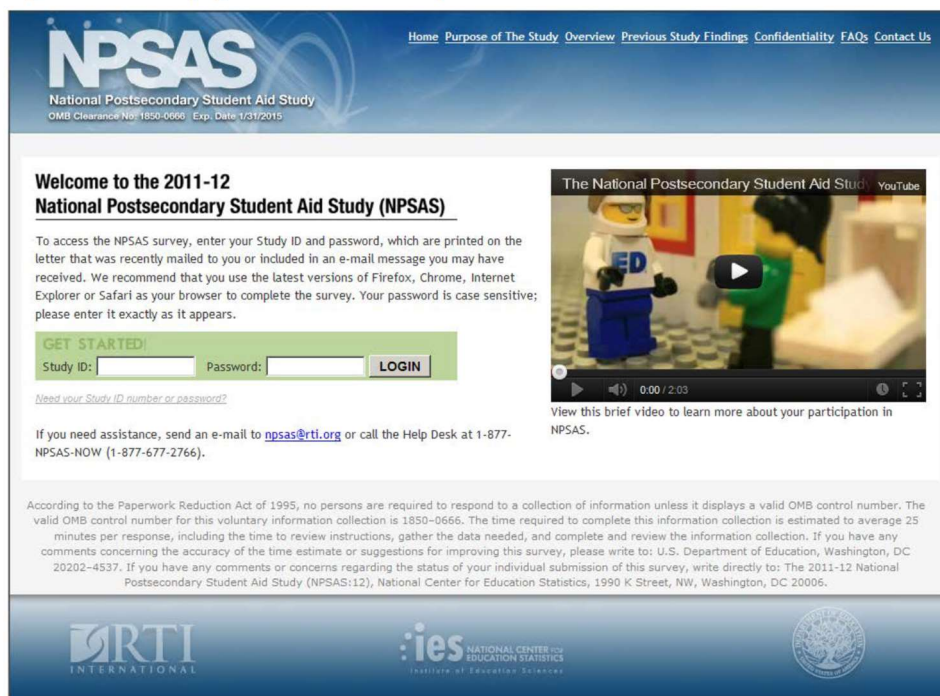 NPSAS
National Postsecondary Student Aid Study
OMB Clearance No: 1850-0666 Exp. Date 1/31/2015
Home Purpose of The Study Overview Previous Study Findings Confidentiality FAQs Contact Us
Welcome to the 2011-12
National Postsecondary Student Aid Study (NPSAS)
To access the NPSAS survey, enter your Study ID and password, which are printed on the
letter that was recently mailed to you or included in an e-mail message you may have
received. We recommend that you use the latest versions of Firefox, Chrome, Internet
Explorer or Safari as your browser to complete the survey. Your password is case sensitive;
please enter it exactly as it appears.
GET STARTED!
Study ID: Password: LOGIN
Need your Study ID number or password?
If you need assistance, send an e-mail to npsas@rti.org or call the Help Desk at 1-877-
NPSAS-NOW (1-877-677-2766).
The National Postsecondary Student Aid Stud YouTube
ED
0:00 / 2:03
View this brief video to learn more about your participation in
NPSAS.
According to the Paperwork Reduction Act of 1995, no persons are required to respond to a collection of information unless it displays a valid OMB control number. The
valid OMB control number for this voluntary information collection is 1850–0666. The time required to complete this information collection is estimated to average 25
minutes per response, including the time to review instructions, gather the data needed, and complete and review the information collection. If you have any
comments concerning the accuracy of the time estimate or suggestions for improving this survey, please write to: U.S. Department of Education, Washington, DC
20202–4537. If you have any comments or concerns regarding the status of your individual submission of this survey, write directly to: The 2011-12 National
Postsecondary Student Aid Study (NPSAS:12), National Center for Education Statistics, 1990 K Street, NW, Washington, DC 20006.
RTI
INTERNATIONAL
ies NATIONAL CENTER FOR
EDUCATION STATISTICS
Institute of Education Sciences